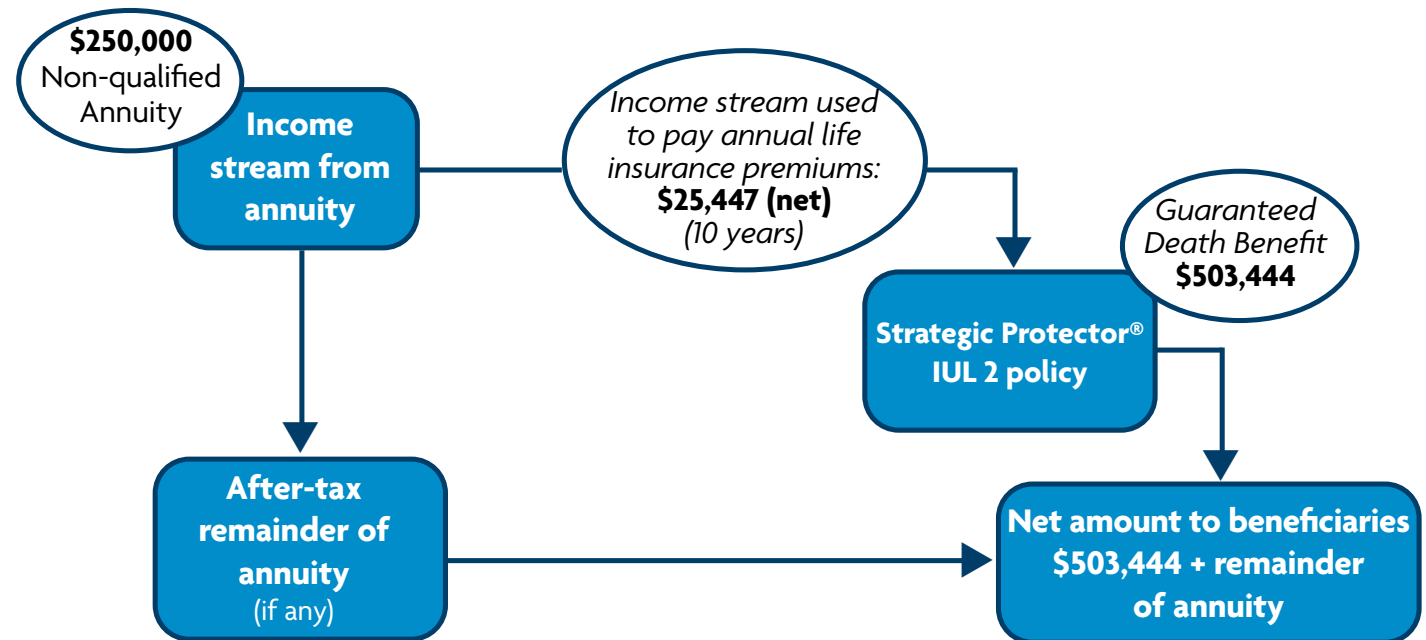 $250,000
Non-qualified
Annuity
Income
stream from
annuity
Income stream used
to pay annual life
insurance premiums:
$25,447 (net)
(10 years)
Guaranteed
Death Benefit
$503,444
Strategic Protector®
IUL 2 policy
After-tax
remainder of
annuity
(if any)
Net amount to beneficiaries
$503,444 + remainder
of annuity